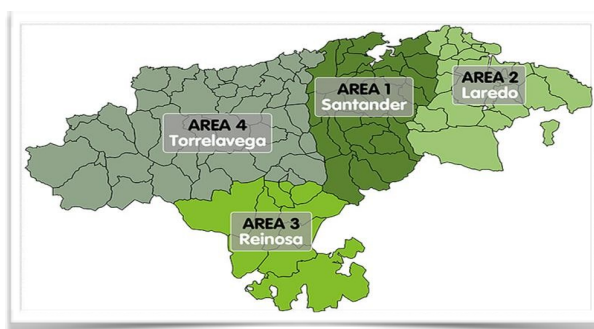 AREA 1
Santander
AREA 2
Laredo
AREA 4
Torrelavega
AREA 3
Reinosa